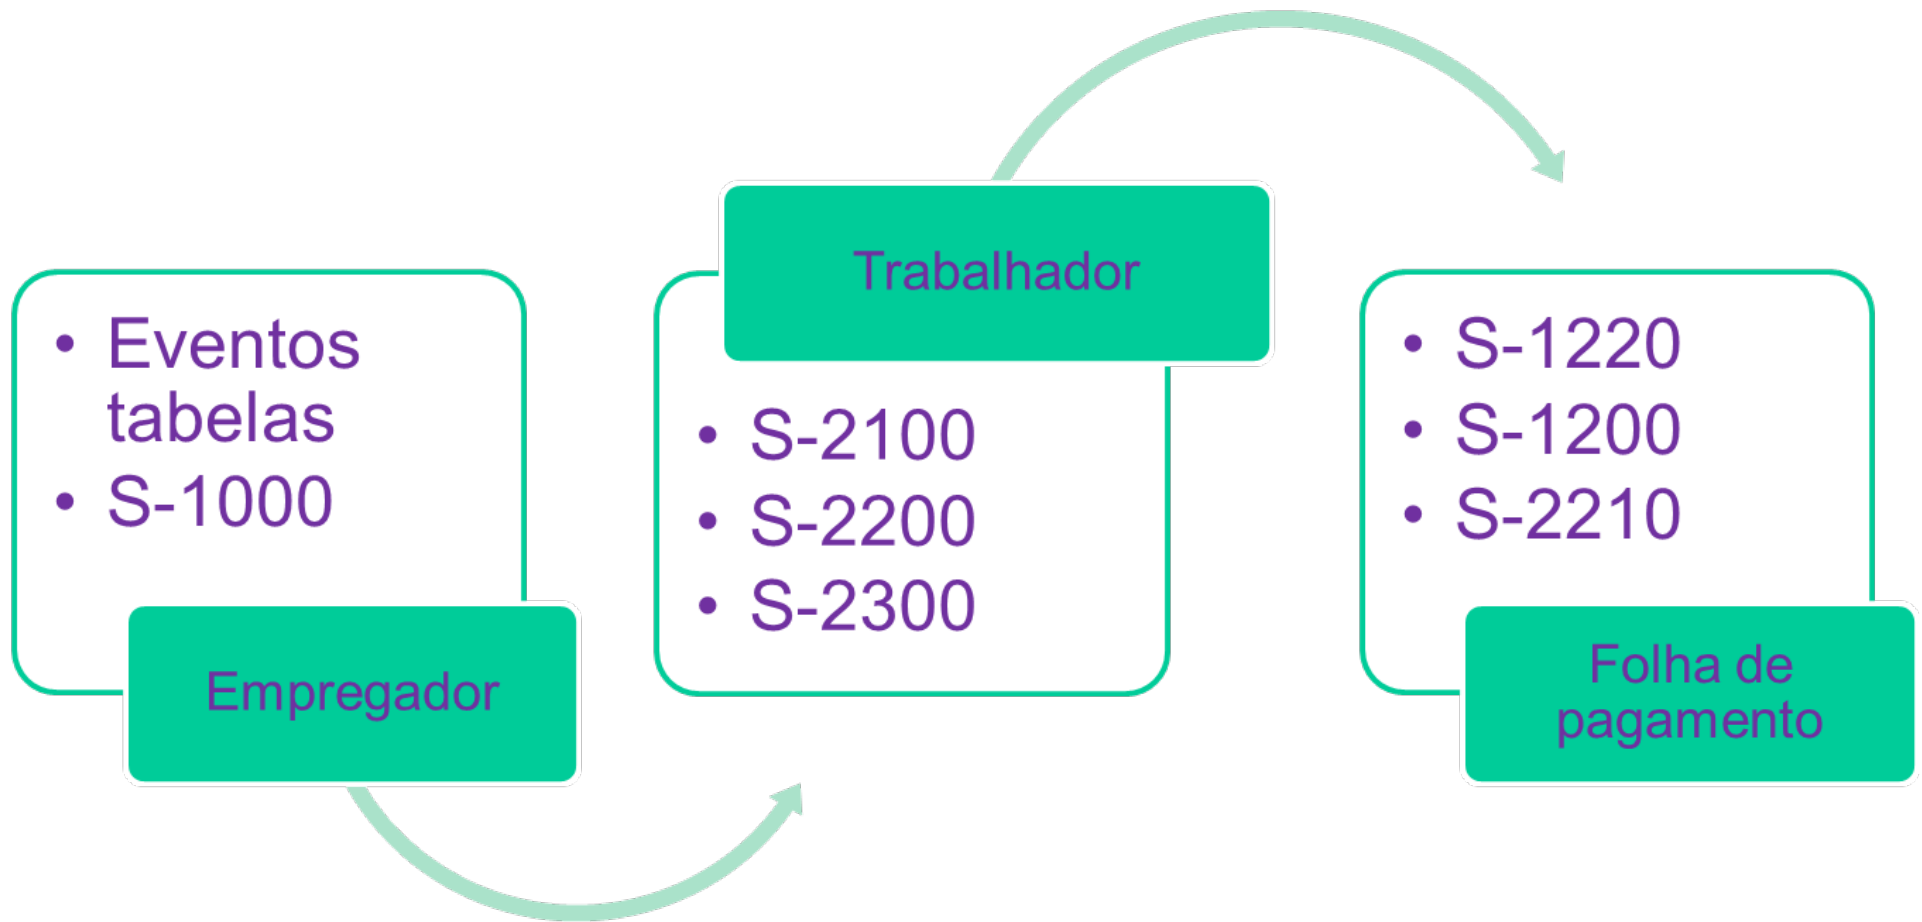 • Eventos
tabelas
• S-1000
Empregador
Trabalhador
• S-2100
• S-2200
• S-2300
• S-1220
• S-1200
• S-2210
Folha de
pagamento